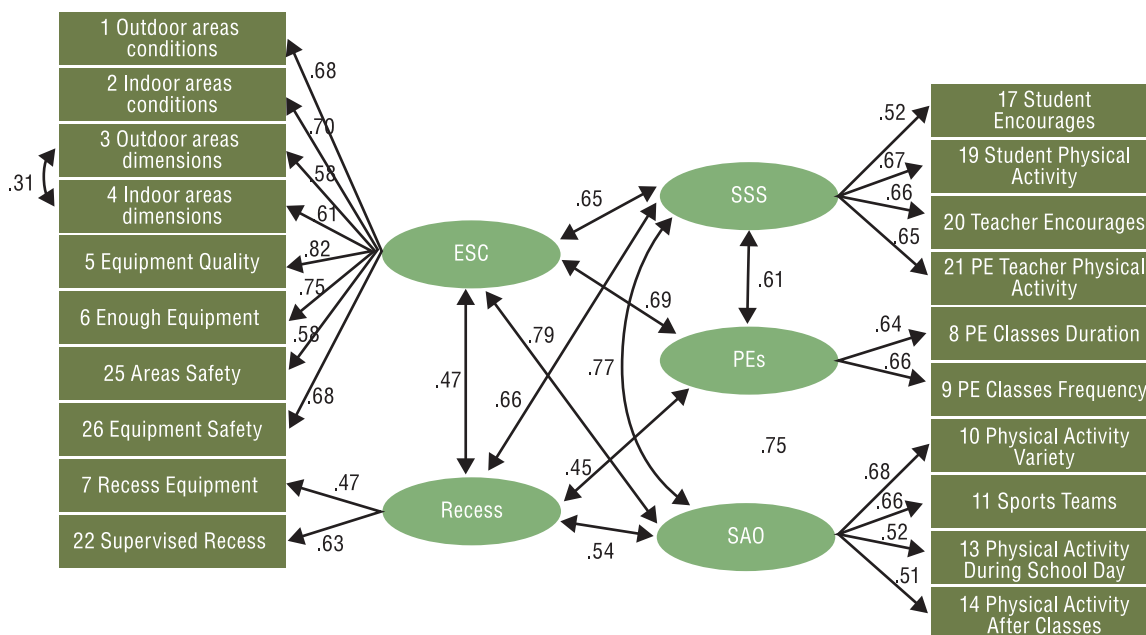 1 Outdoor areas
conditions
2 Indoor areas
conditions
3 Outdoor areas
dimensions
4 Indoor areas
dimensions
5 Equipment Quality
6 Enough Equipment
25 Areas Safety
26 Equipment Safety
7 Recess Equipment
22 Supervised Recess
.31
.68
.70
.58
.61
.82
.75
.58
.68
.47
.63
ESC
Recess
.65
.69
.79
.47
.66
.45
.54
.77
.61
.75
SSS
PEs
SAO
.52
.67
.66
.65
.64
.66
.68
.66
.52
.51
17 Student
Encourages
19 Student Physical
Activity
20 Teacher Encourages
21 PE Teacher Physical
Activity
8 PE Classes Duration
9 PE Classes Frequency
10 Physical Activity
Variety
11 Sports Teams
13 Physical Activity
During School Day
14 Physical Activity
After Classes